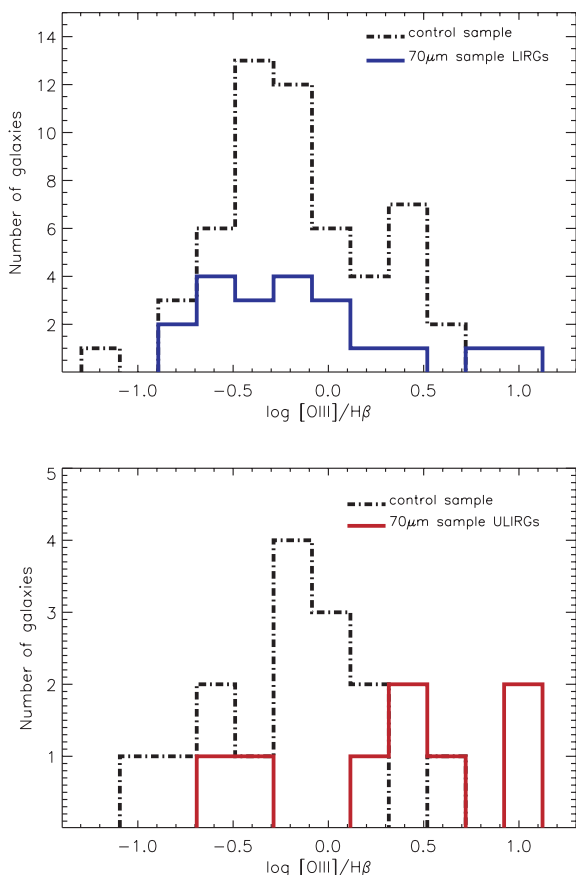 14
12
10
8
6
4
2
Number of galaxies
control sample
70μm sample LIRGs
−1.0 −0.5 0.0 0.5 1.0
log [OIII]/Hβ
5
4
3
2
1
Number of galaxies
control sample
70μm sample ULIRGs
−1.0 −0.5 0.0 0.5 1.0
log [OIII]/Hβ